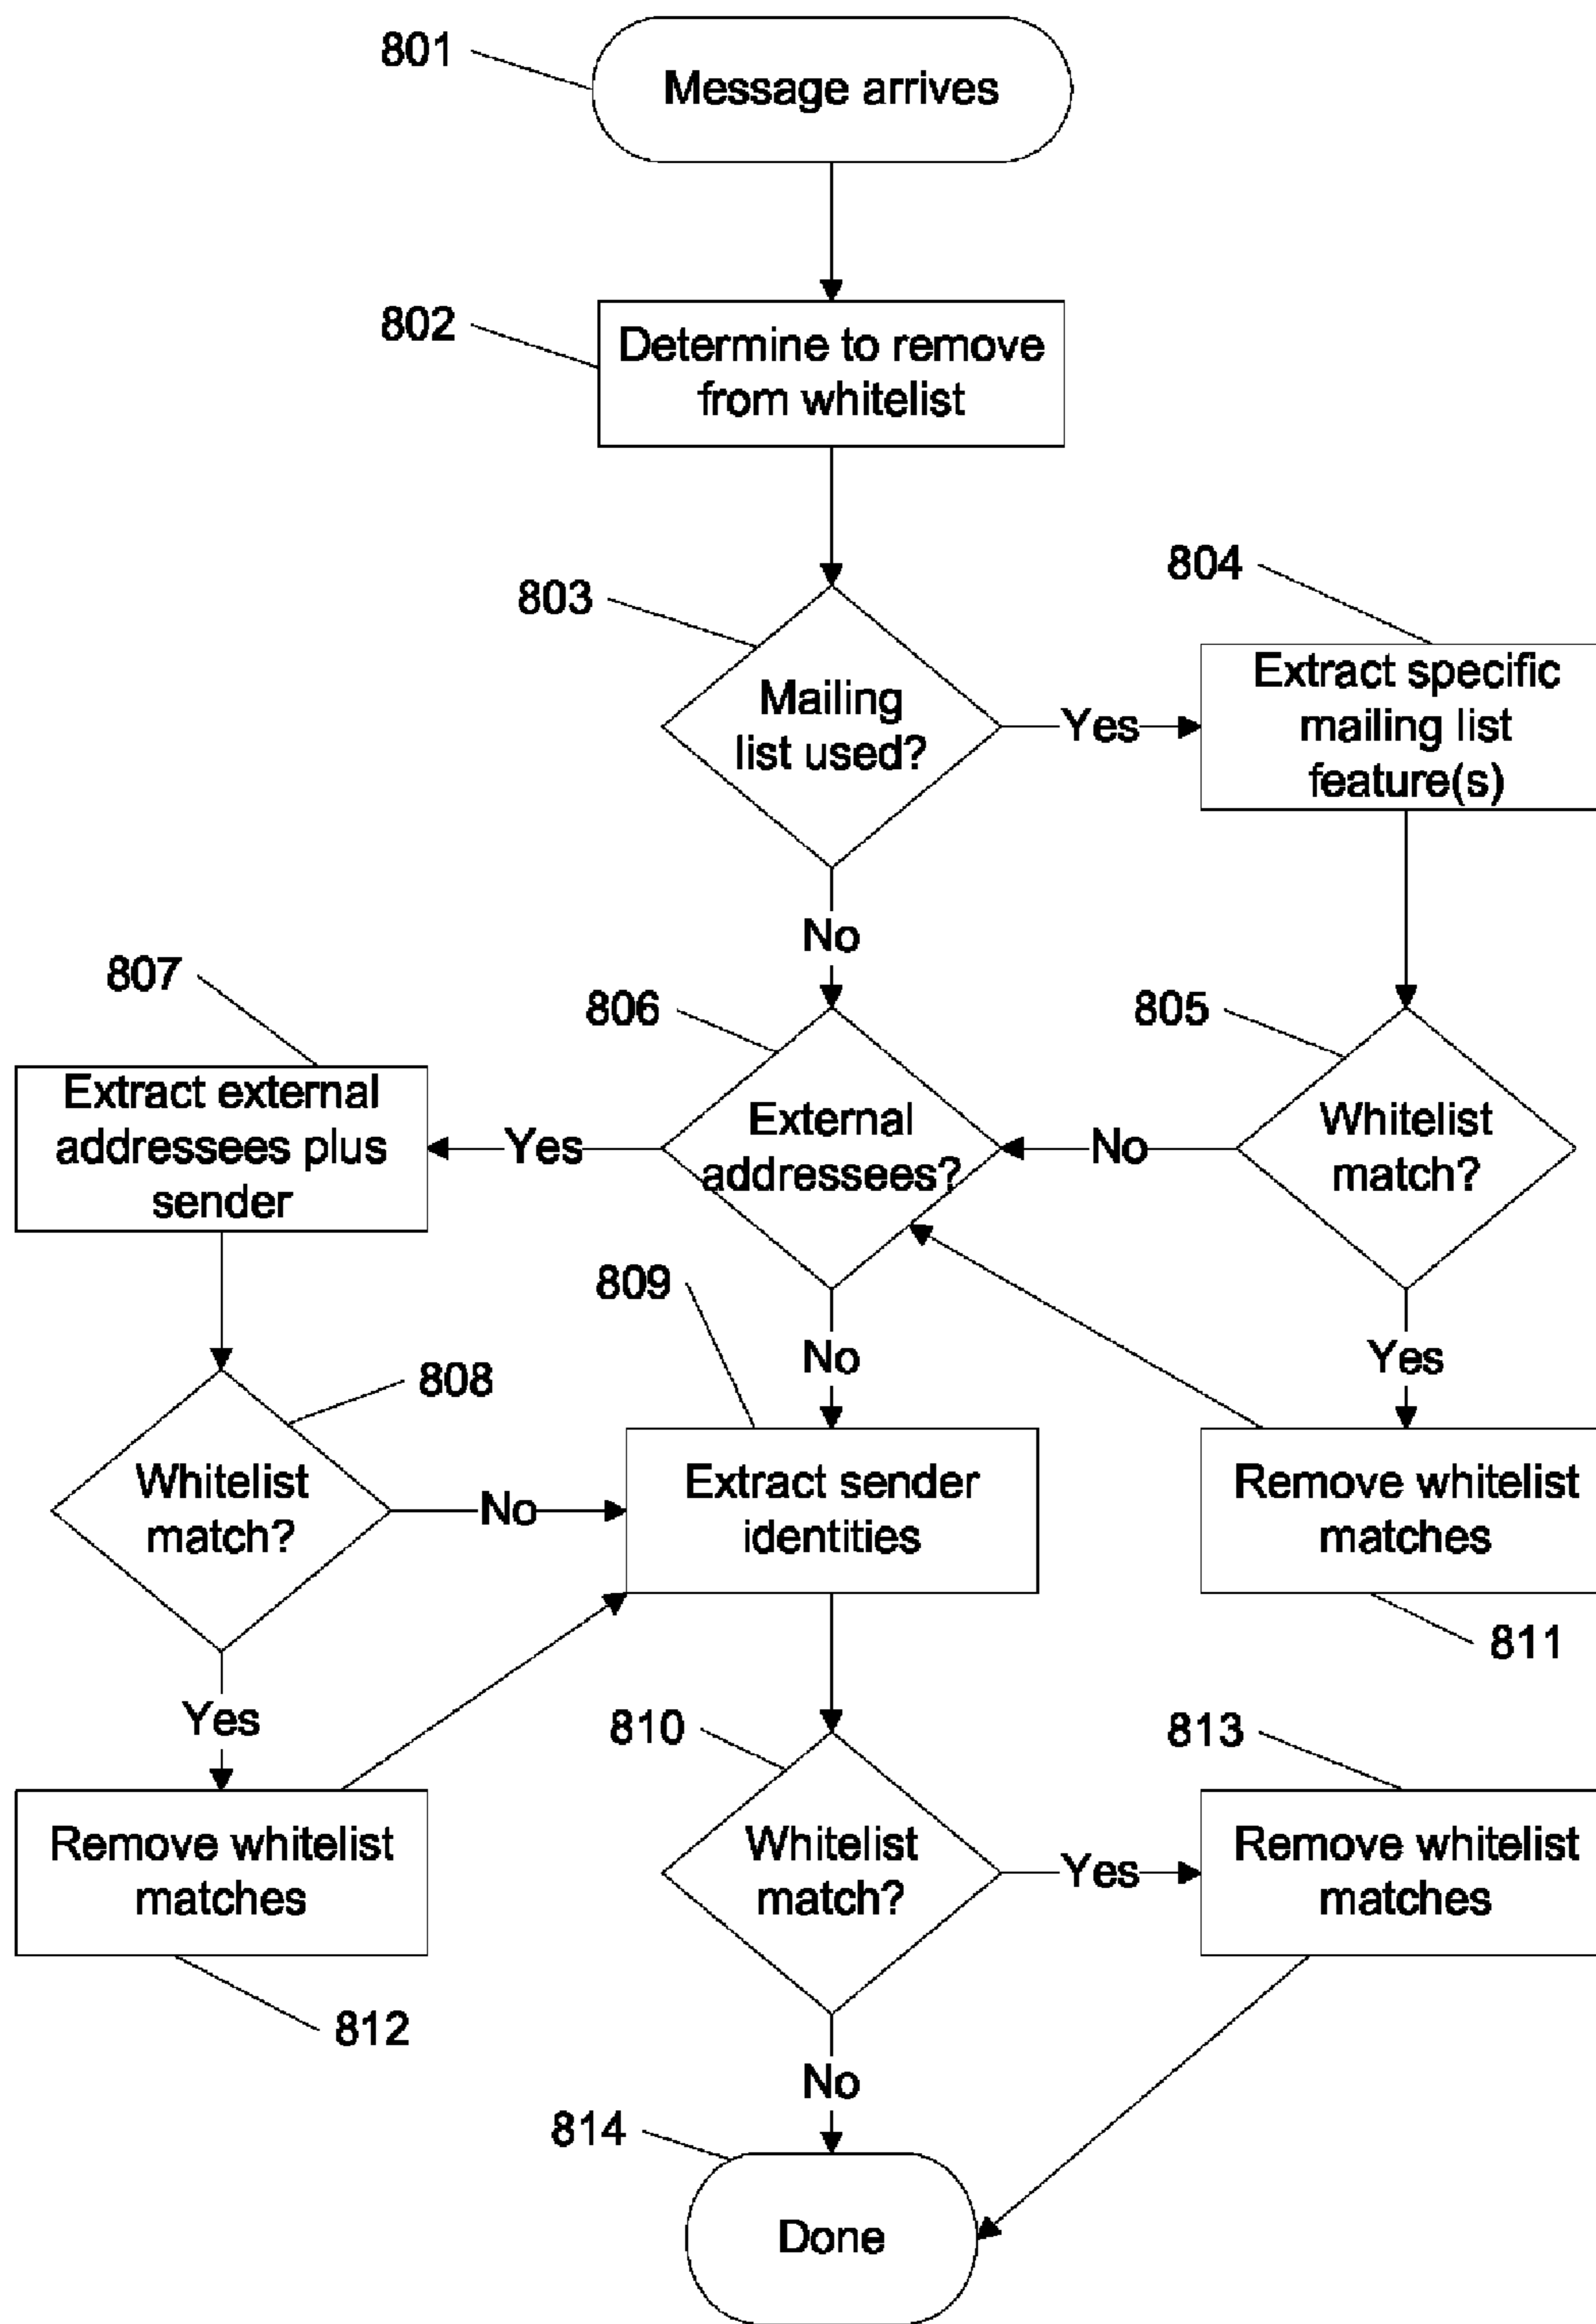 801
Message arrives
802
Determine to remove
from whitelist
803
Mailing
list used?
Yes
804
Extract specific
mailing list
feature(s)
No
807
Extract external
addressees plus
sender
Yes
806
External
addressees?
No
805
Whitelist
match?
809
No
Yes
808
Whitelist
match?
No
Extract sender
identities
Remove whitelist
matches
811
Yes
810
813
Remove whitelist
matches
Whitelist
match?
Yes
Remove whitelist
matches
812
No
814
Done